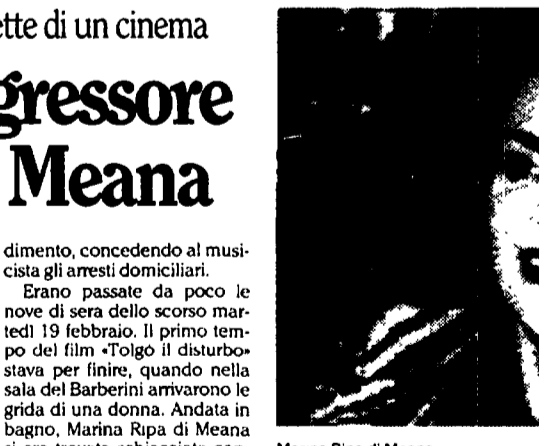 ette di un cinema
gressore
Meana
dimento, concedendo al musi-
cista gli arresti domiciliari.
Erano passate da poco le
nove di sera dello scorso mar-
tedì 19 febbraio. Il primo tem-
po del film «Tolgo il disturbo»
stava per finire, quando nella
sala del Barberini arrivarono le
grida di una donna. Andata in
bagno, Marina Ripa di Meana